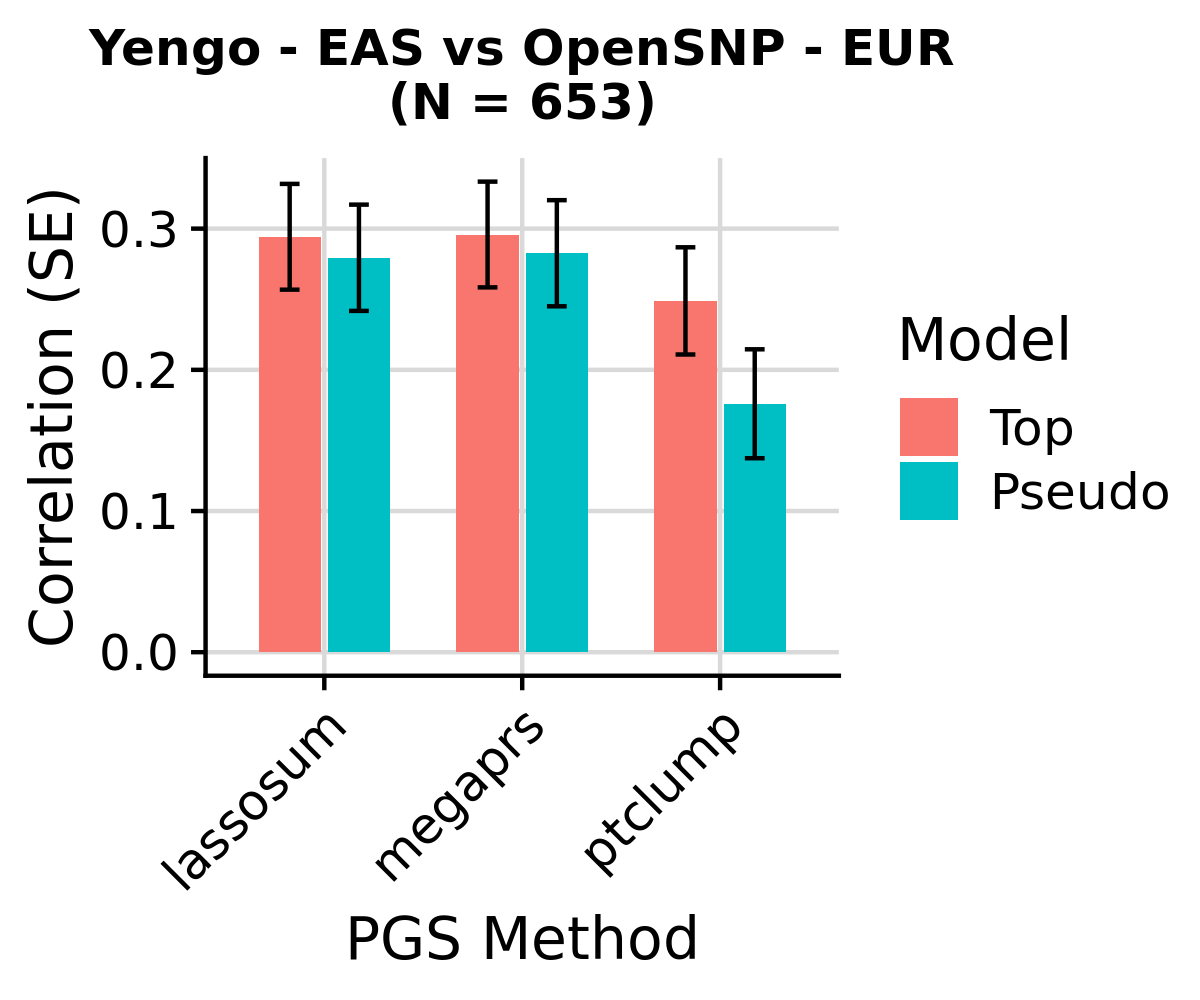 Yengo - EAS vs OpenSNP - EUR
(N = 653)
Correlation (SE)
0.3
0.2
0.1
0.0
lassosum
megaprs
ptclump
PGS Method
Model
Top
Pseudo